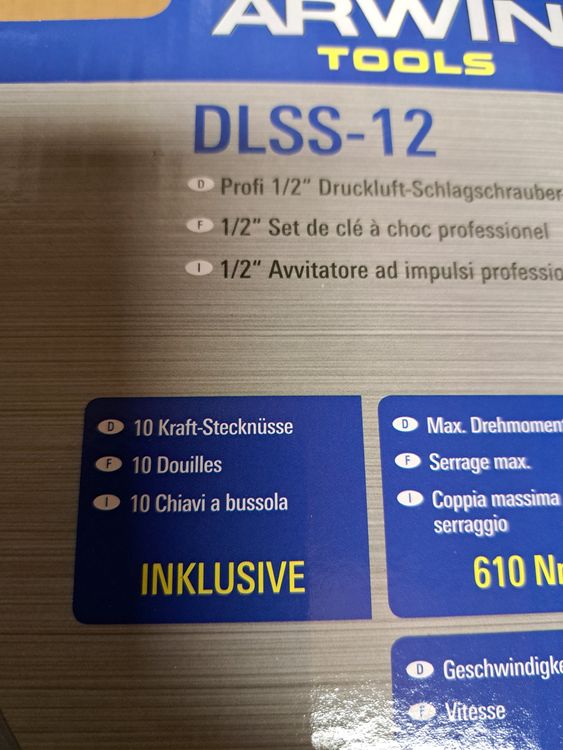 ARWIN
TOOLS
DLSS-12
D Profi 1/2" Druckluft-Schlagschrauber-
F 1/2" Set de clé à choc professionel
I 1/2" Avvitatore ad impulsi professio
D 10 Kraft-Stecknüsse
F 10 Douilles
I 10 Chiavi a bussola
INKLUSIVE
D Max. Drehmoment
F Serrage max.
I Coppia massima
serraggio
610 Nm
D Geschwindigke
F Vitesse